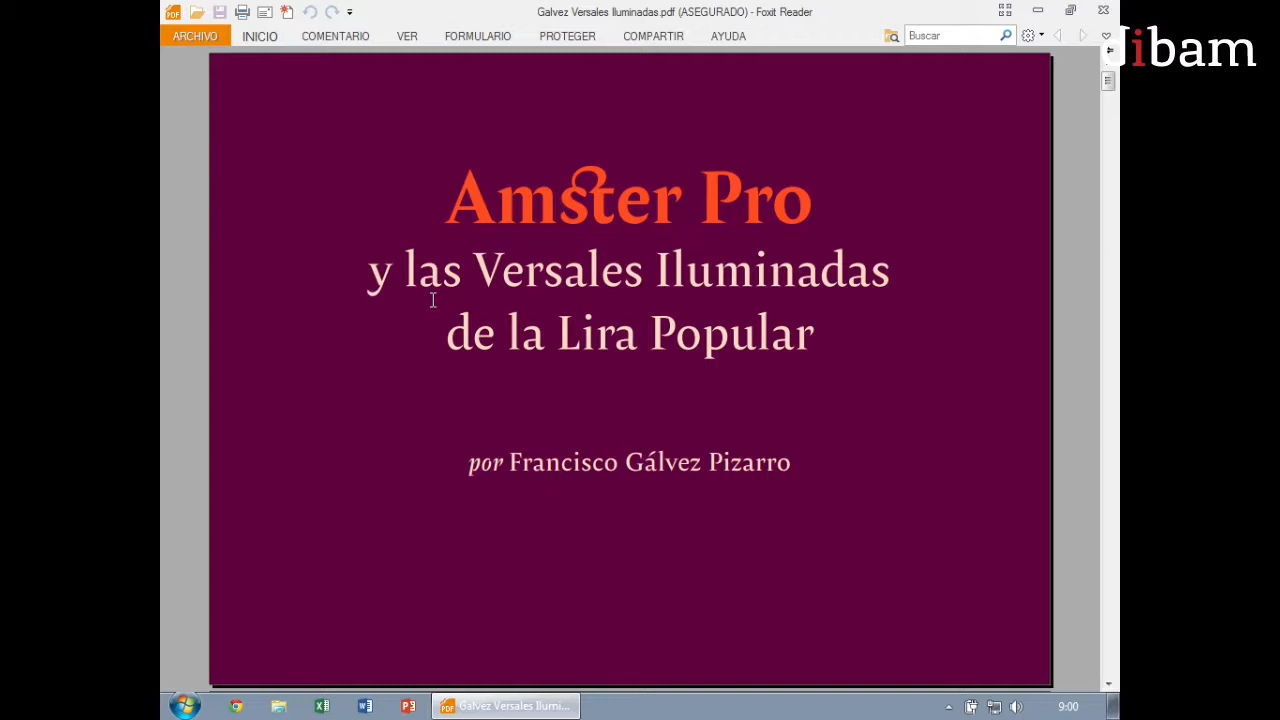 Galvez Versales Iluminadas.pdf (ASEGURADO) - Foxit Reader
ARCHIVO INICIO COMENTARIO VER FORMULARIO PROTEGER COMPARTIR AYUDA Buscar
ibam
Amster Pro
y las Versales Iluminadas
de la Lira Popular
por Francisco Gálvez Pizarro
Galvez Versales Ilumi... 9:00